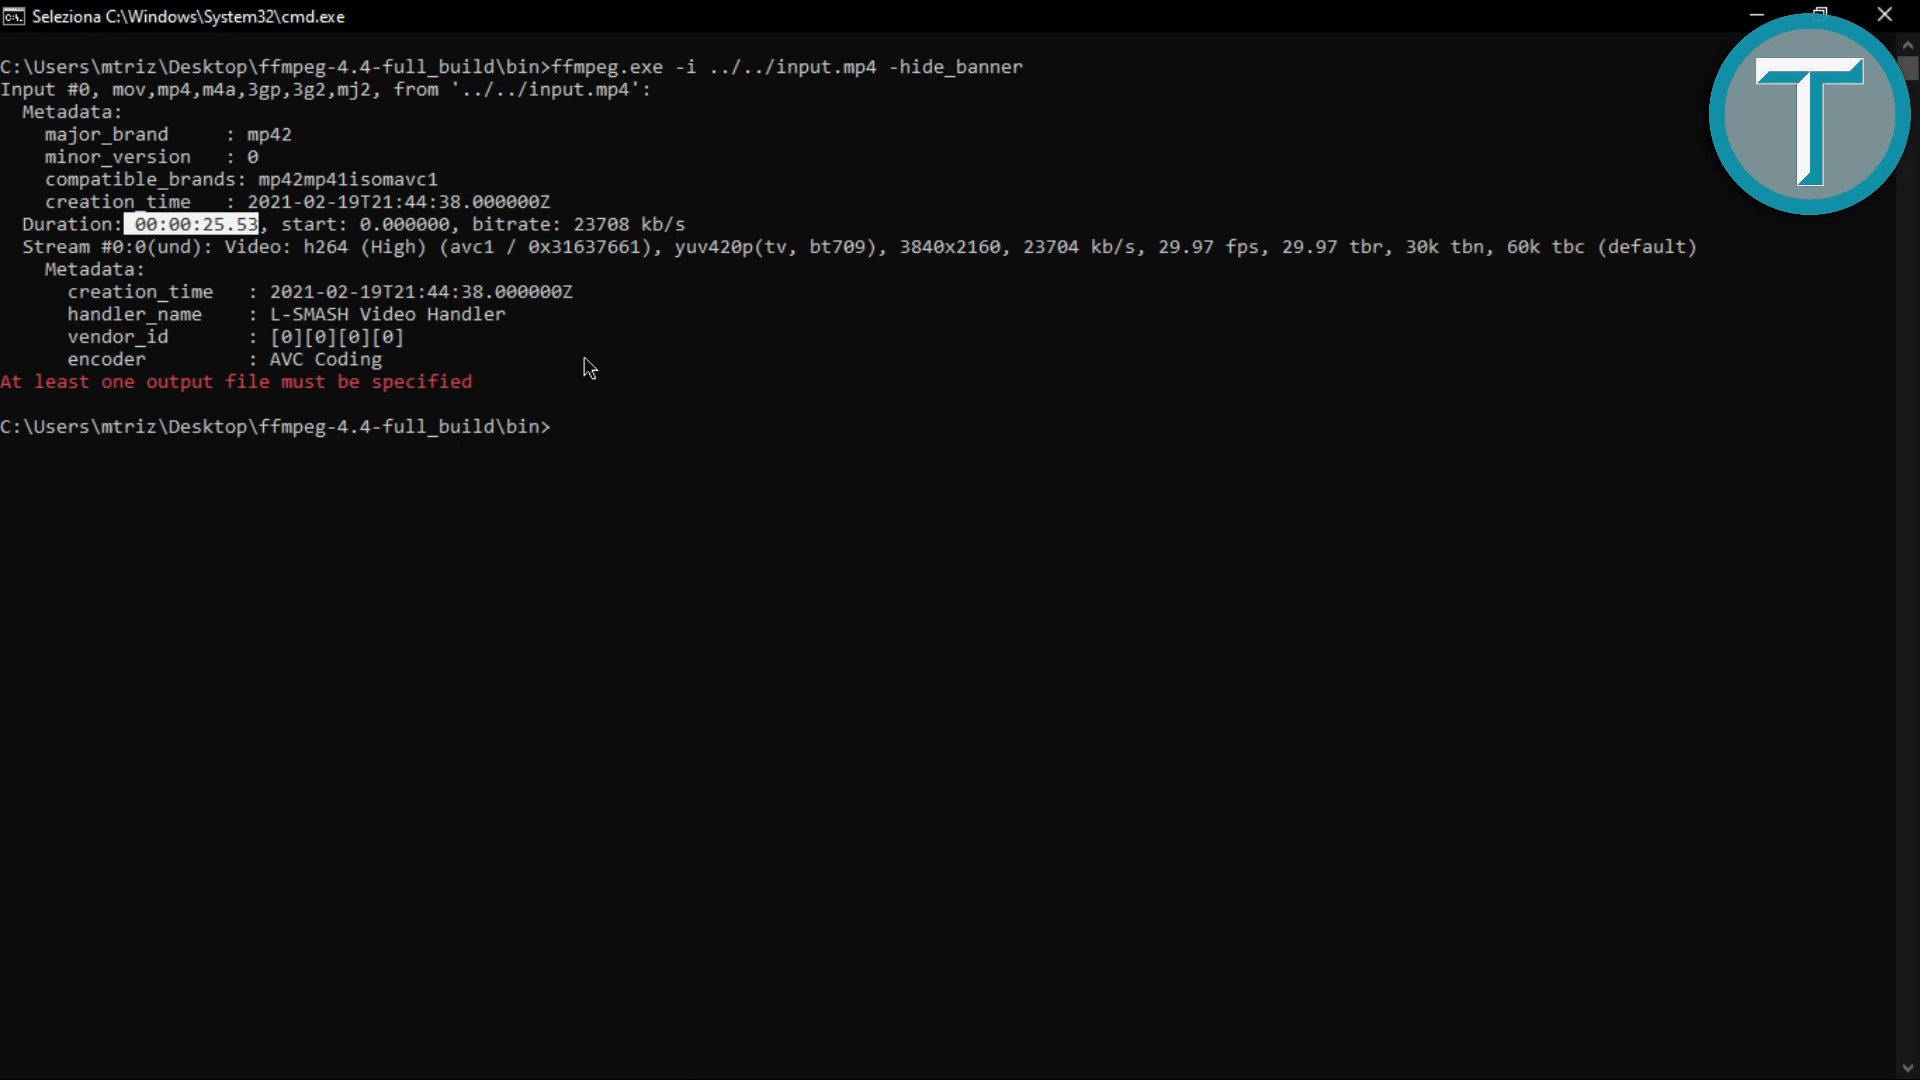 Seleziona C:\Windows\System32\cmd.exe
C:\Users\mtriz\Desktop\ffmpeg-4.4-full_build\bin>ffmpeg.exe -i ../../input.mp4 -hide_banner
Input #0, mov,mp4,m4a,3gp,3g2,mj2, from '../../input.mp4':
  Metadata:
    major_brand     : mp42
    minor_version   : 0
    compatible_brands: mp42mp41isomavc1
    creation_time   : 2021-02-19T21:44:38.000000Z
  Duration: 00:00:25.53, start: 0.000000, bitrate: 23708 kb/s
  Stream #0:0(und): Video: h264 (High) (avc1 / 0x31637661), yuv420p(tv, bt709), 3840x2160, 23704 kb/s, 29.97 fps, 29.97 tbr, 30k tbn, 60k tbc (default)
    Metadata:
      creation_time   : 2021-02-19T21:44:38.000000Z
      handler_name    : L-SMASH Video Handler
      vendor_id       : [0][0][0][0]
      encoder         : AVC Coding
At least one output file must be specified
C:\Users\mtriz\Desktop\ffmpeg-4.4-full_build\bin>
T